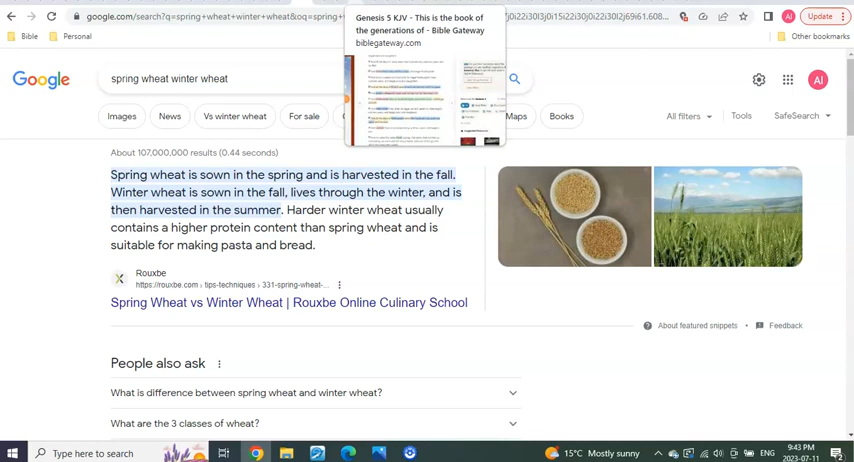 google.com/search?q=spring+wheat+winter+wheat&oq=spring+
j0i22i30l3j0i15i22i30j0i22i30l2j69i61.608...
AI
Update
Bible
Personal
Other bookmarks
Genesis 5 KJV - This is the book of
the generations of - Bible Gateway
biblegateway.com
Google
spring wheat winter wheat
AI
Images
News
Vs winter wheat
For sale
Maps
Books
All filters
Tools
SafeSearch
About 107,000,000 results (0.44 seconds)
Spring wheat is sown in the spring and is harvested in the fall.
Winter wheat is sown in the fall, lives through the winter, and is
then harvested in the summer. Harder winter wheat usually
contains a higher protein content than spring wheat and is
suitable for making pasta and bread.
Rouxbe
https://rouxbe.com › tips-techniques › 331-spring-wheat-...
Spring Wheat vs Winter Wheat | Rouxbe Online Culinary School
About featured snippets
Feedback
People also ask
What is difference between spring wheat and winter wheat?
What are the 3 classes of wheat?
Type here to search
15°C Mostly sunny
ENG
9:43 PM
2023-07-11
2